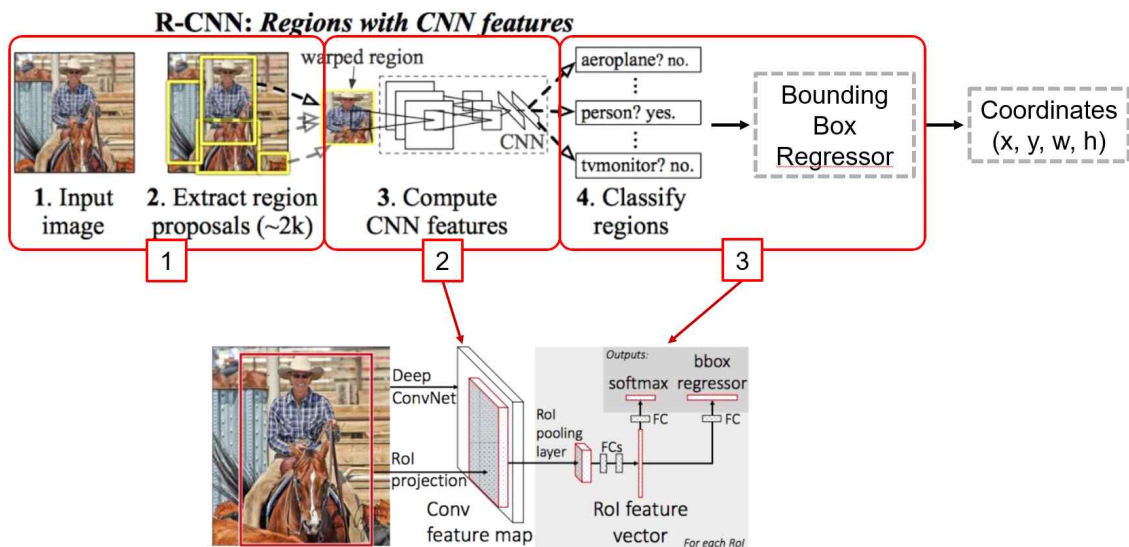 R-CNN: Regions with CNN features
warped region
aeroplane? no.
person? yes.
tvmonitor? no.
CNN
1. Input
image
2. Extract region
proposals (~2k)
3. Compute
CNN features
4. Classify
regions
Bounding
Box
Regressor
Coordinates
(x, y, w, h)
1
2
3
Deep
ConvNet
RoI
projection
Conv
feature map
RoI
pooling
layer
FCs
RoI feature
vector
Outputs:
softmax
bbox
regressor
FC
FC
For each RoI